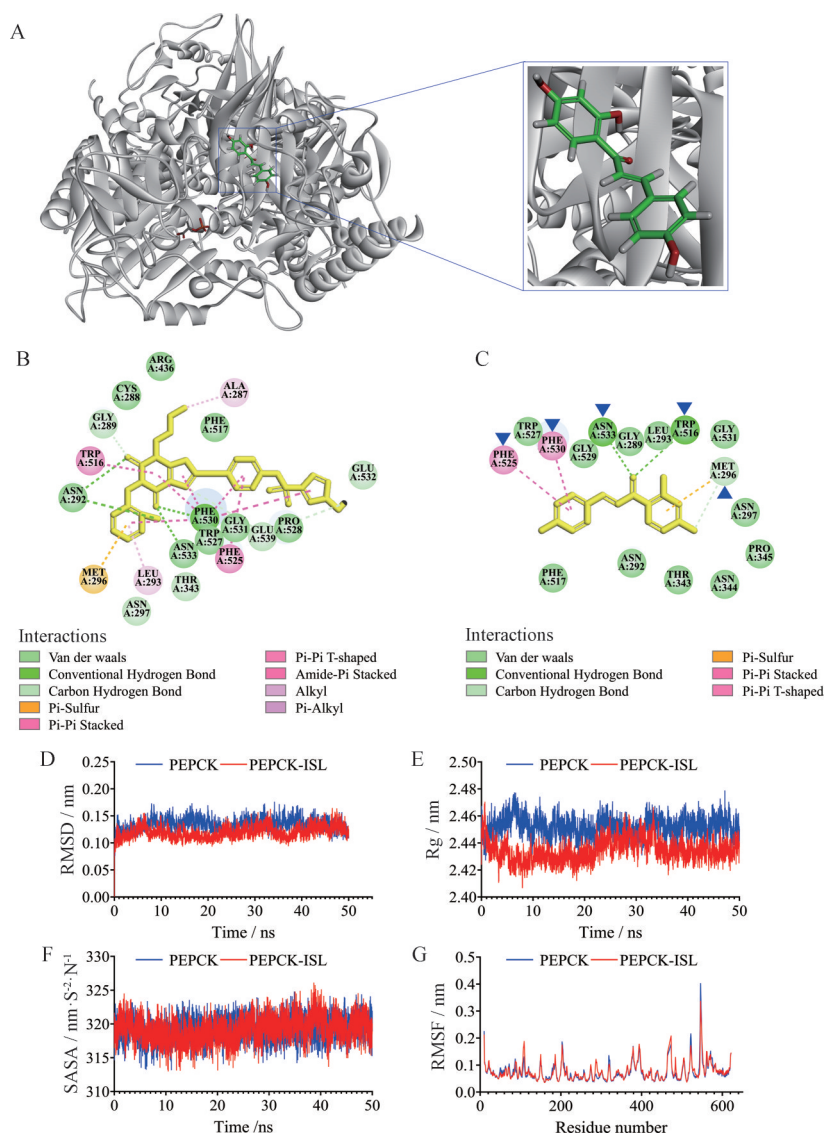 A
B
ARG
A:436
CYS
A:288
ALA
A:287
GLY
A:289
PHE
A:517
TRP
A:516
GLU
A:532
ASN
A:292
PHE
A:530
GLY
A:531
PRO
A:528
TRP
A:527
GLU
A:539
ASN
A:533
PHE
A:525
MET
A:296
LEU
A:293
THR
A:343
ASN
A:297
Interactions
Van der waals
Conventional Hydrogen Bond
Carbon Hydrogen Bond
Pi-Sulfur
Pi-Pi Stacked
Pi-Pi T-shaped
Amide-Pi Stacked
Alkyl
Pi-Alkyl
C
TRP
A:527
PHE
A:530
ASN
A:533
GLY
A:289
LEU
A:293
TRP
A:516
GLY
A:531
PHE
A:525
GLY
A:529
MET
A:296
ASN
A:297
PRO
A:345
PHE
A:517
ASN
A:292
THR
A:343
ASN
A:344
Interactions
Van der waals
Conventional Hydrogen Bond
Carbon Hydrogen Bond
Pi-Sulfur
Pi-Pi Stacked
Pi-Pi T-shaped
D
PEPCK PEPCK-ISL
RMSD / nm
0.25
0.20
0.15
0.10
0.05
0.00
0 10 20 30 40 50
Time / ns
E
PEPCK PEPCK-ISL
Rg / nm
2.50
2.48
2.46
2.44
2.42
2.40
0 10 20 30 40 50
Time / ns
F
PEPCK PEPCK-ISL
SASA / nm·S⁻²·N⁻¹
330
325
320
315
310
0 10 20 30 40 50
Time /ns
G
PEPCK PEPCK-ISL
RMSF / nm
0.5
0.4
0.3
0.2
0.1
0.0
0 200 400 600
Residue number